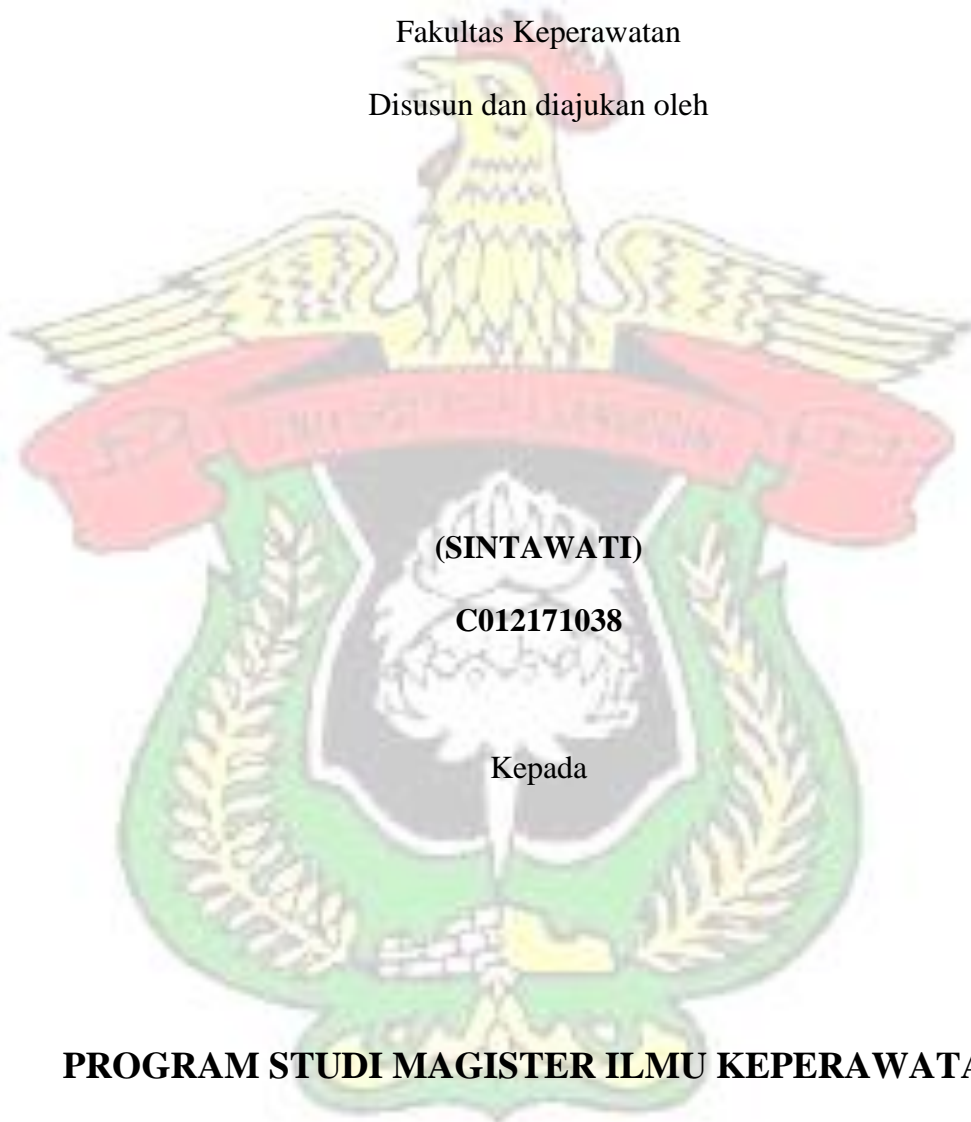 Fakultas Keperawatan
Disusun dan diajukan oleh
(SINTAWATI)
C012171038
Kepada
PROGRAM STUDI MAGISTER ILMU KEPERAWATA